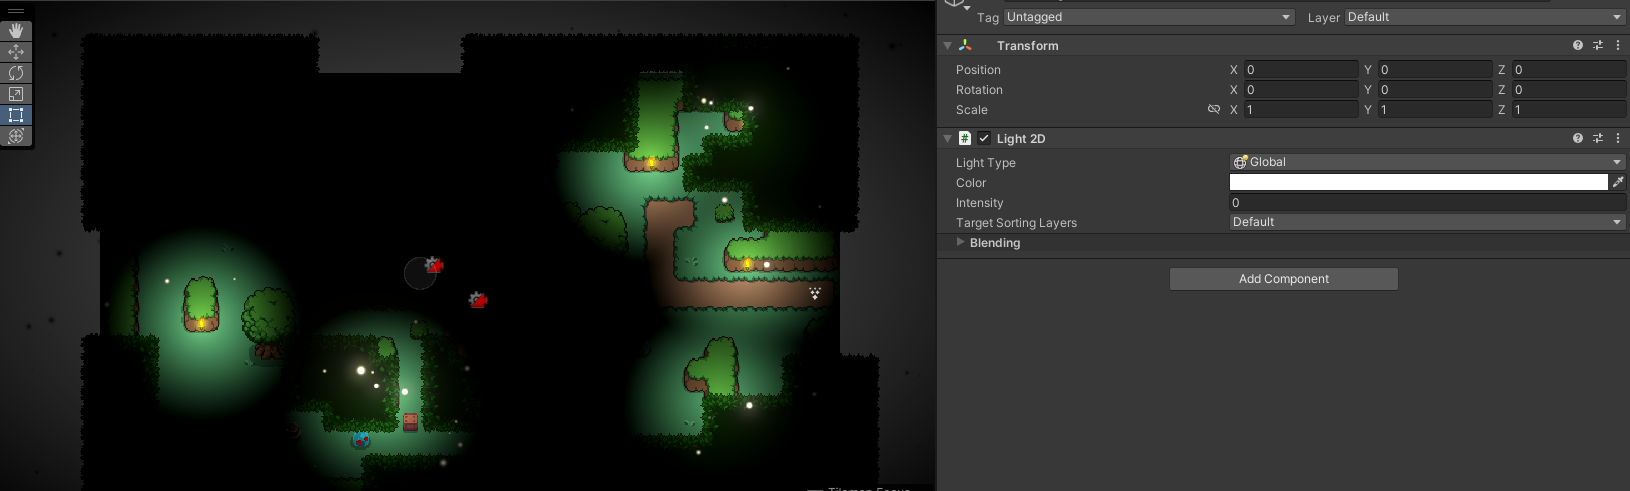 Tag Untagged Layer Default
Transform
Position X 0 Y 0 Z 0
Rotation X 0 Y 0 Z 0
Scale X 1 Y 1 Z 1
# Light 2D
Light Type Global
Color
Intensity 0
Target Sorting Layers Default
Blending
Add Component